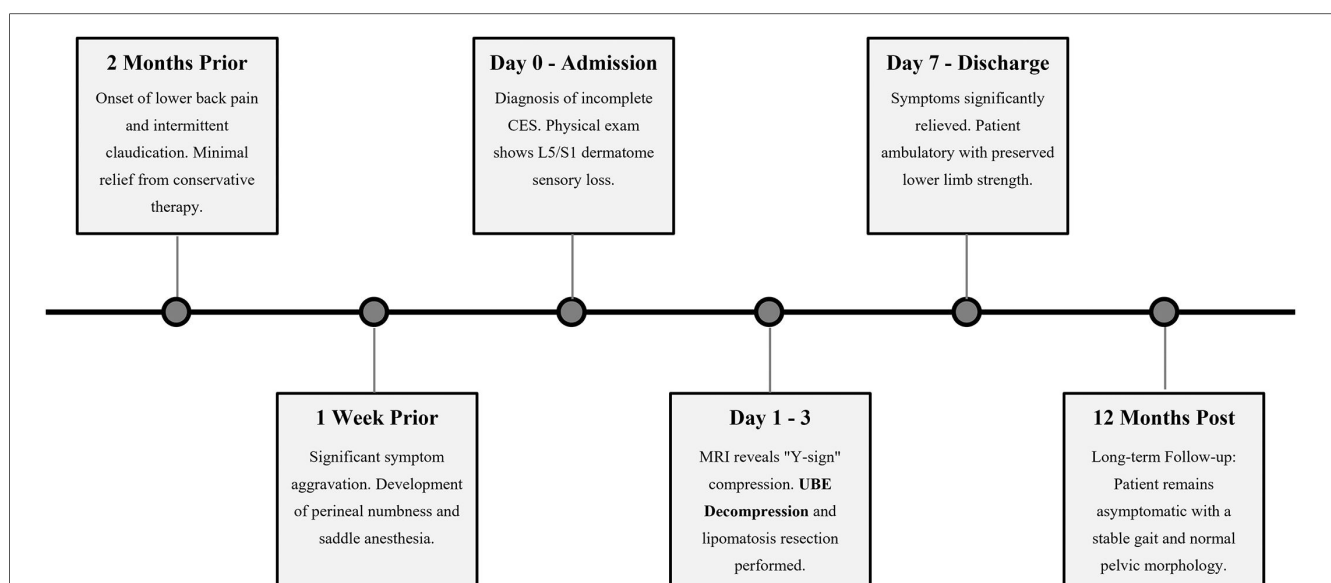 2 Months Prior
Onset of lower back pain
and intermittent
claudication. Minimal
relief from conservative
therapy.
1 Week Prior
Significant symptom
aggravation. Development
of perineal numbness and
saddle anesthesia.
Day 0 - Admission
Diagnosis of incomplete
CES. Physical exam
shows L5/S1 dermatome
sensory loss.
Day 1 - 3
MRI reveals "Y-sign"
compression. UBE
Decompression and
lipomatosis resection
performed.
Day 7 - Discharge
Symptoms significantly
relieved. Patient
ambulatory with preserved
lower limb strength.
12 Months Post
Long-term Follow-up:
Patient remains
asymptomatic with a
stable gait and normal
pelvic morphology.